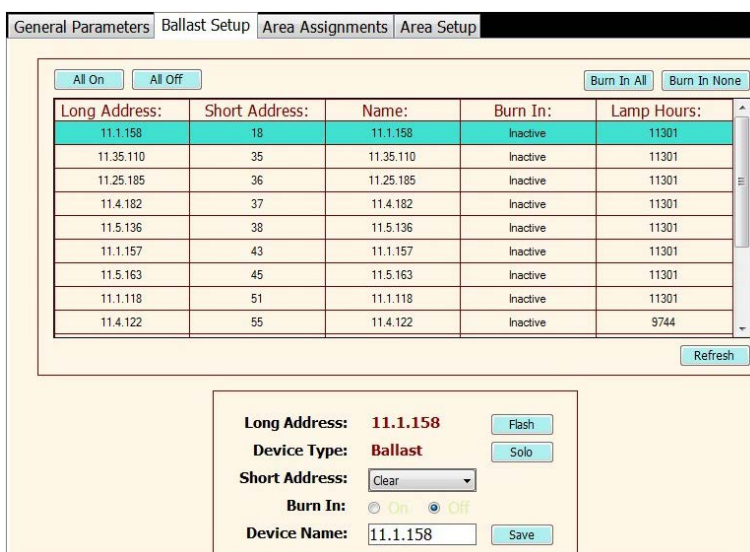 General Parameters Ballast Setup Area Assignments Area Setup
All On All Off Burn In All Burn In None
Long Address: Short Address: Name: Burn In: Lamp Hours:
11.1.158 18 11.1.158 Inactive 11301
11.35.110 35 11.35.110 Inactive 11301
11.25.185 36 11.25.185 Inactive 11301
11.4.182 37 11.4.182 Inactive 11301
11.5.136 38 11.5.136 Inactive 11301
11.1.157 43 11.1.157 Inactive 11301
11.5.163 45 11.5.163 Inactive 11301
11.1.118 51 11.1.118 Inactive 11301
11.4.122 55 11.4.122 Inactive 9744
Refresh
Long Address: 11.1.158 Flash
Device Type: Ballast Solo
Short Address: Clear
Burn In: On Off
Device Name: 11.1.158 Save